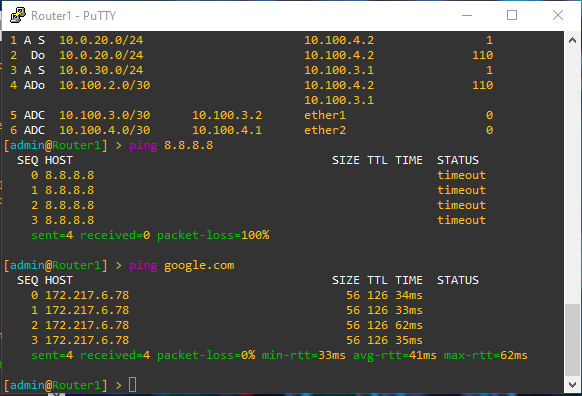 Router1 - PuTTY
1 A S  10.0.20.0/24                       10.100.4.2                1
2   Do 10.0.20.0/24                       10.100.4.2              110
3 A S  10.0.30.0/24                       10.100.3.1                1
4 ADo  10.100.2.0/30                      10.100.4.2              110
                                          10.100.3.1
5 ADC  10.100.3.0/30      10.100.3.2      ether1                    0
6 ADC  10.100.4.0/30      10.100.4.1      ether2                    0
[admin@Router1] > ping 8.8.8.8
  SEQ HOST                                     SIZE TTL TIME  STATUS
    0 8.8.8.8                                                 timeout
    1 8.8.8.8                                                 timeout
    2 8.8.8.8                                                 timeout
    3 8.8.8.8                                                 timeout
    sent=4 received=0 packet-loss=100%
[admin@Router1] > ping google.com
  SEQ HOST                                     SIZE TTL TIME  STATUS
    0 172.217.6.78                               56 126 34ms
    1 172.217.6.78                               56 126 33ms
    2 172.217.6.78                               56 126 62ms
    3 172.217.6.78                               56 126 35ms
    sent=4 received=4 packet-loss=0% min-rtt=33ms avg-rtt=41ms max-rtt=62ms
[admin@Router1] >